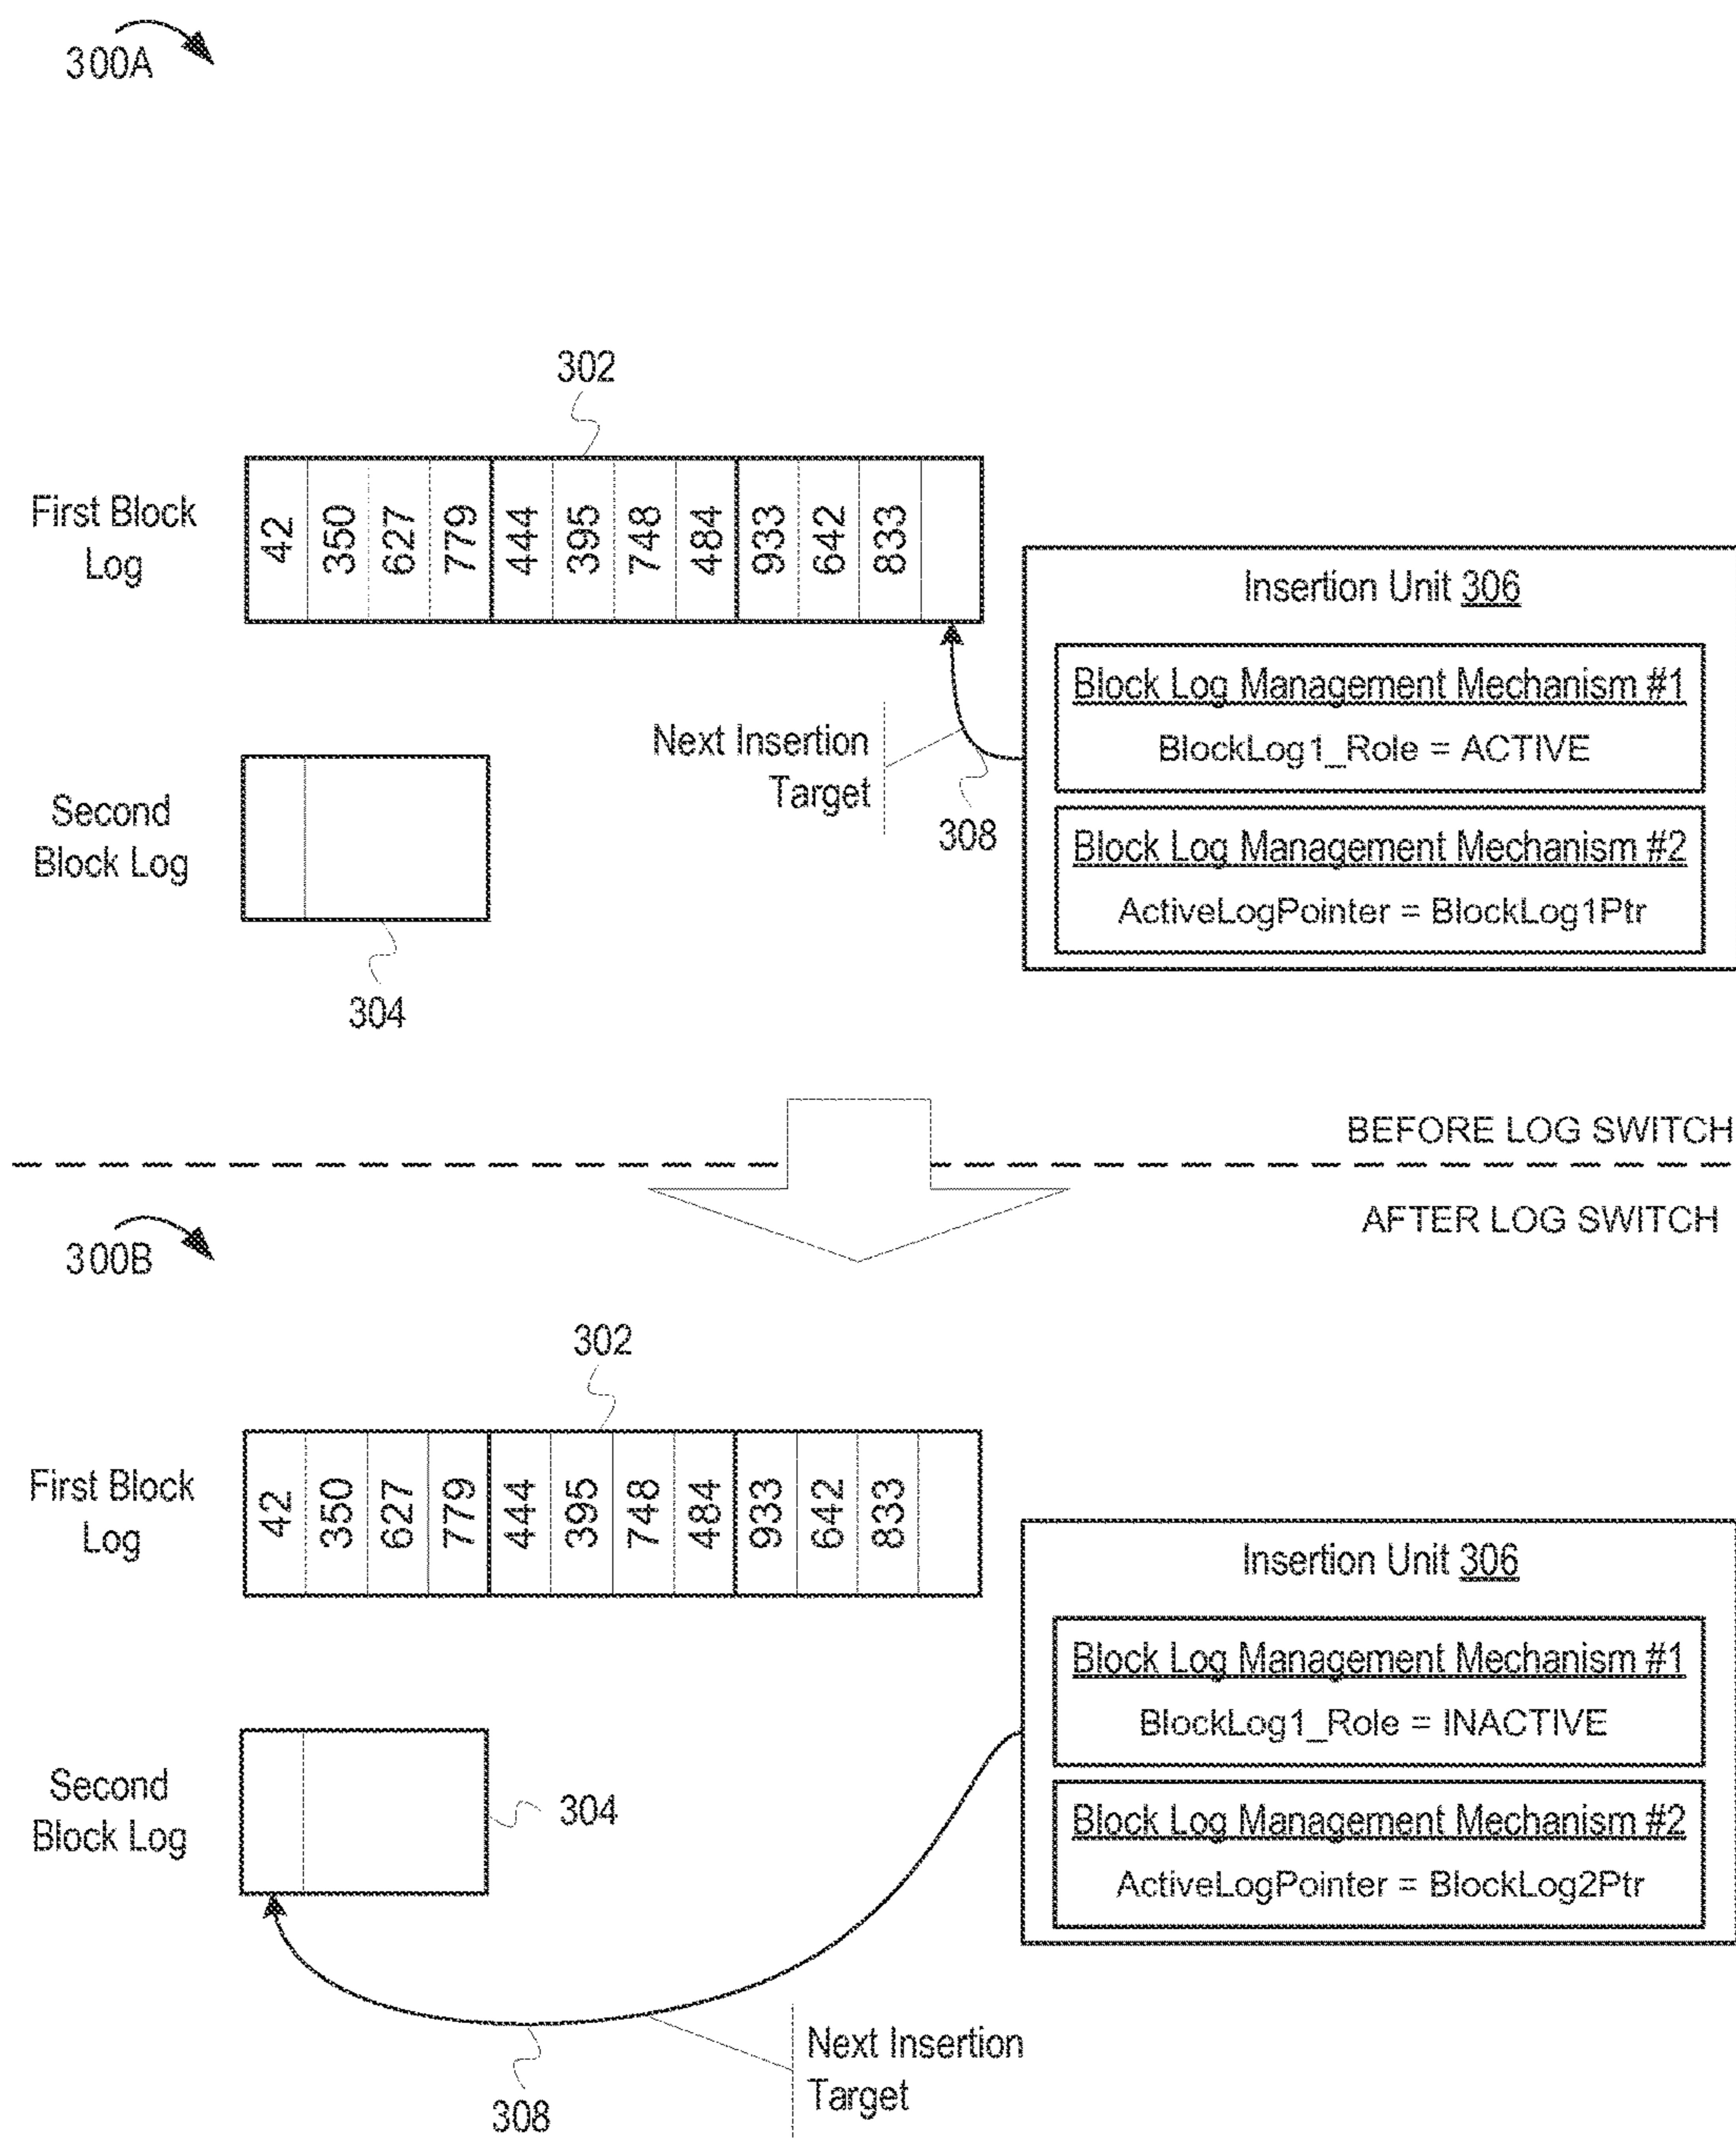 300A
302
First Block
Log
42 350 627 779 444 395 748 484 933 642 833
Insertion Unit 306
Block Log Management Mechanism #1
BlockLog1_Role = ACTIVE
Block Log Management Mechanism #2
ActiveLogPointer = BlockLog1Ptr
Next Insertion
Target
308
Second
Block Log
304
BEFORE LOG SWITCH
AFTER LOG SWITCH
300B
302
First Block
Log
42 350 627 779 444 395 748 484 933 642 833
Insertion Unit 306
Block Log Management Mechanism #1
BlockLog1_Role = INACTIVE
Block Log Management Mechanism #2
ActiveLogPointer = BlockLog2Ptr
Second
Block Log
304
Next Insertion
Target
308